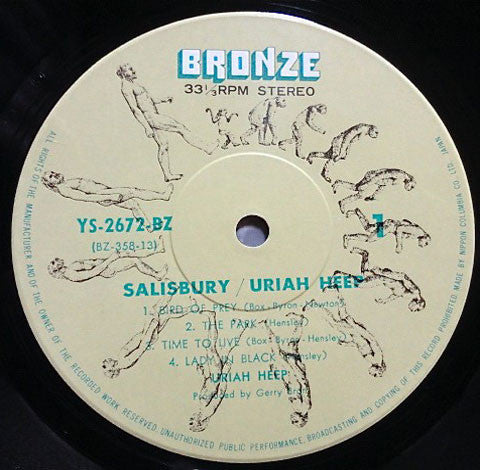 BRONZE
33⅓RPM STEREO
YS-2672-BZ
(BZ-358-13)
1
SALISBURY / URIAH HEEP
1. BIRD OF PREY (Box·Byron·Newton)
2. THE PARK (Hensley)
3. TIME TO LIVE (Box·Byron·Hensley)
4. LADY IN BLACK (Hensley)
URIAH HEEP
Produced by Gerry Bron
ALL RIGHTS OF THE MANUFACTURER AND OF THE OWNER OF THE RECORDED WORK RESERVED. UNAUTHORIZED PUBLIC PERFORMANCE, BROADCASTING AND COPYING OF THIS RECORD PROHIBITED. MADE BY NIPPON COLUMBIA CO., LTD. JAPAN